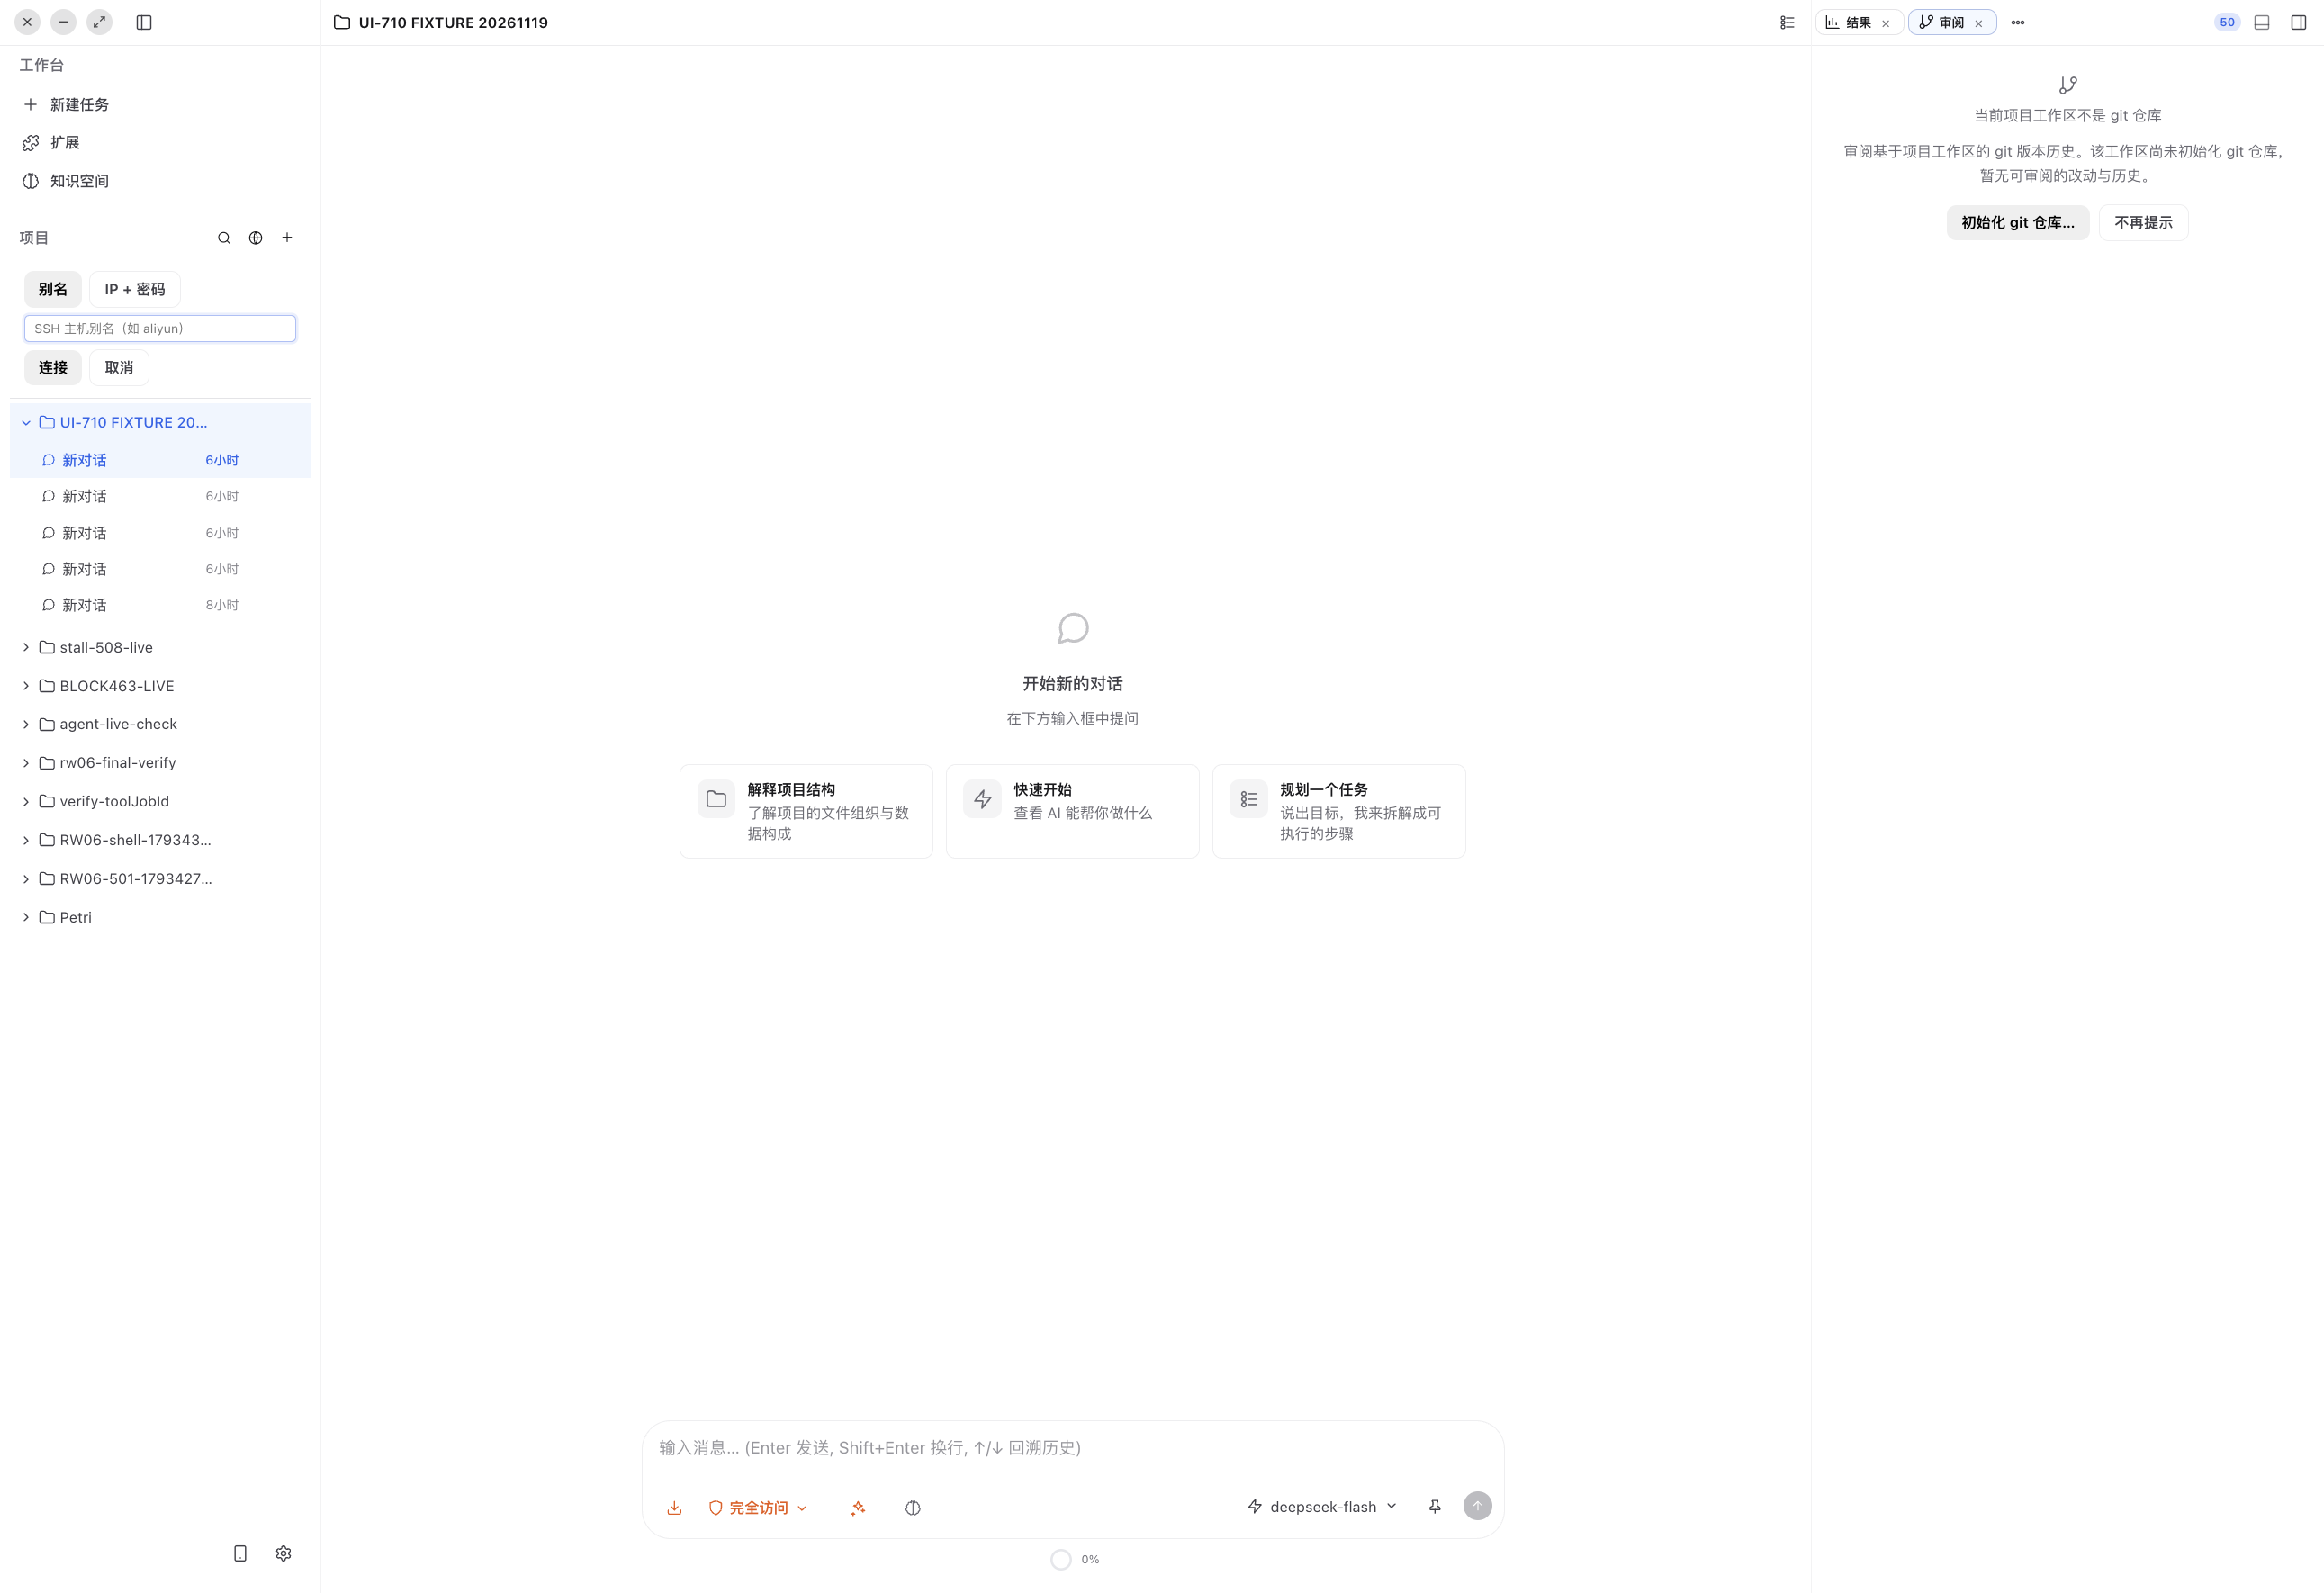 UI-710 FIXTURE 20261119
结果
审阅
50
工作台
新建任务
扩展
知识空间
项目
别名
IP + 密码
SSH 主机别名（如 aliyun）
连接
取消
UI-710 FIXTURE 20...
新对话 6小时
新对话 6小时
新对话 6小时
新对话 6小时
新对话 8小时
stall-508-live
BLOCK463-LIVE
agent-live-check
rw06-final-verify
verify-toolJobId
RW06-shell-179343...
RW06-501-1793427...
Petri
开始新的对话
在下方输入框中提问
解释项目结构
了解项目的文件组织与数
据构成
快速开始
查看 AI 能帮你做什么
规划一个任务
说出目标，我来拆解成可
执行的步骤
输入消息... (Enter 发送, Shift+Enter 换行, ↑/↓ 回溯历史)
完全访问
deepseek-flash
0%
当前项目工作区不是 git 仓库
审阅基于项目工作区的 git 版本历史。该工作区尚未初始化 git 仓库，
暂无可审阅的改动与历史。
初始化 git 仓库...
不再提示